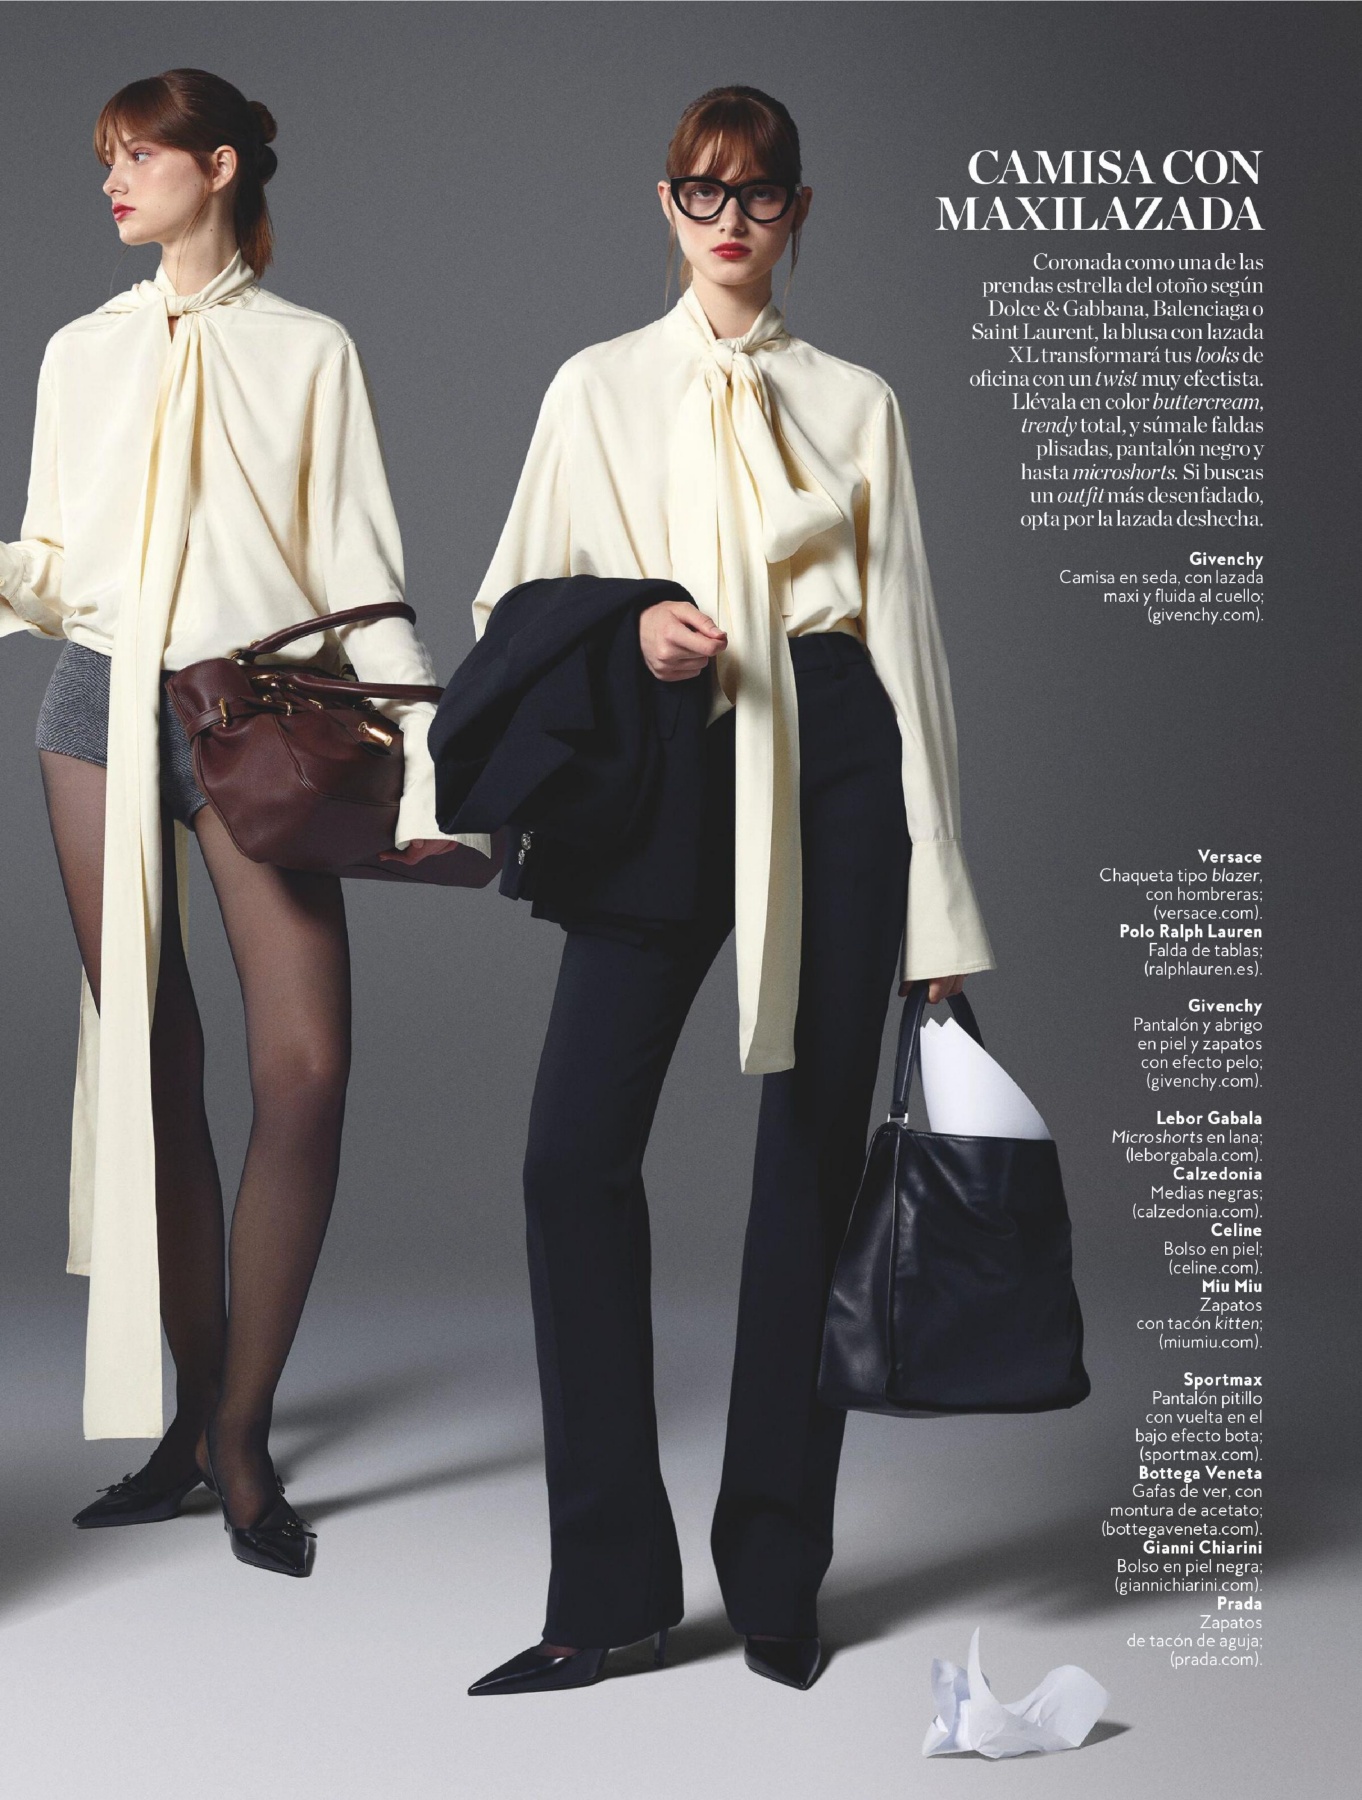 CAMISA CON
MAXILAZADA
Coronada como una de las
prendas estrella del otoño según
Dolce & Gabbana, Balenciaga o
Saint Laurent, la blusa con lazada
XL transformará tus looks de
oficina con un twist muy efectista.
Llévala en color buttercream,
trendy total, y súmale faldas
plisadas, pantalón negro y
hasta microshorts. Si buscas
un outfit más desenfadado,
opta por la lazada deshecha.
Givenchy
Camisa en seda, con lazada
maxi y fluida al cuello;
(givenchy.com).
Versace
Chaqueta tipo blazer,
con hombreras;
(versace.com).
Polo Ralph Lauren
Falda de tablas;
(ralphlauren.es).
Givenchy
Pantalón y abrigo
en piel y zapatos
con efecto pelo;
(givenchy.com).
Lebor Gabala
Microshorts en lana;
(leborgabala.com).
Calzedonia
Medias negras;
(calzedonia.com).
Celine
Bolso en piel;
(celine.com).
Miu Miu
Zapatos
con tacón kitten;
(miumiu.com).
Sportmax
Pantalón pitillo
con vuelta en el
bajo efecto bota;
(sportmax.com).
Bottega Veneta
Gafas de ver, con
montura de acetato;
(bottegaveneta.com).
Gianni Chiarini
Bolso en piel negra;
(giannichiarini.com).
Prada
Zapatos
de tacón de aguja;
(prada.com).